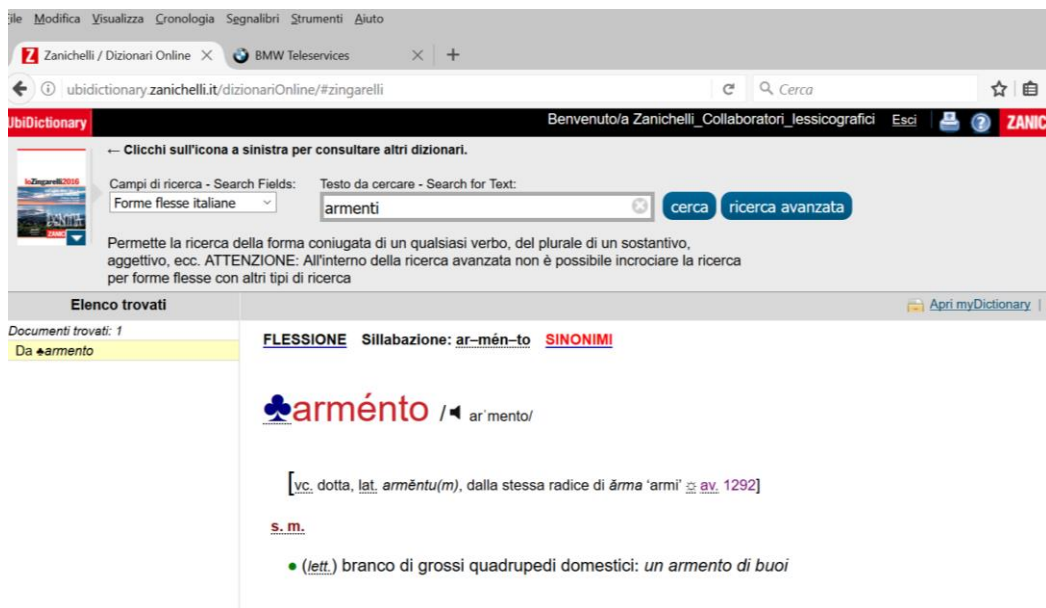 ile Modifica Visualizza Cronologia Segnalibri Strumenti Aiuto
Z Zanichelli / Dizionari Online × BMW Teleservices × +
ubidictionary.zanichelli.it/dizionariOnline/#zingarelli Cerca
UbiDictionary Benvenuto/a Zanichelli_Collaboratori_lessicografici Esci ? ZANIC
← Clicchi sull'icona a sinistra per consultare altri dizionari.
loZingarelli2016
Campi di ricerca - Search Fields: Testo da cercare - Search for Text:
Forme flesse italiane armenti cerca ricerca avanzata
Permette la ricerca della forma coniugata di un qualsiasi verbo, del plurale di un sostantivo,
aggettivo, ecc. ATTENZIONE: All'interno della ricerca avanzata non è possibile incrociare la ricerca
per forme flesse con altri tipi di ricerca
Elenco trovati Apri myDictionary |
Documenti trovati: 1
Da ♣armento
FLESSIONE Sillabazione: ar–mén–to SINONIMI
♣arménto / ar'mento/
[vc. dotta, lat. armĕntu(m), dalla stessa radice di ărma ‘armi’ ☼ av. 1292]
s. m.
● (lett.) branco di grossi quadrupedi domestici: un armento di buoi